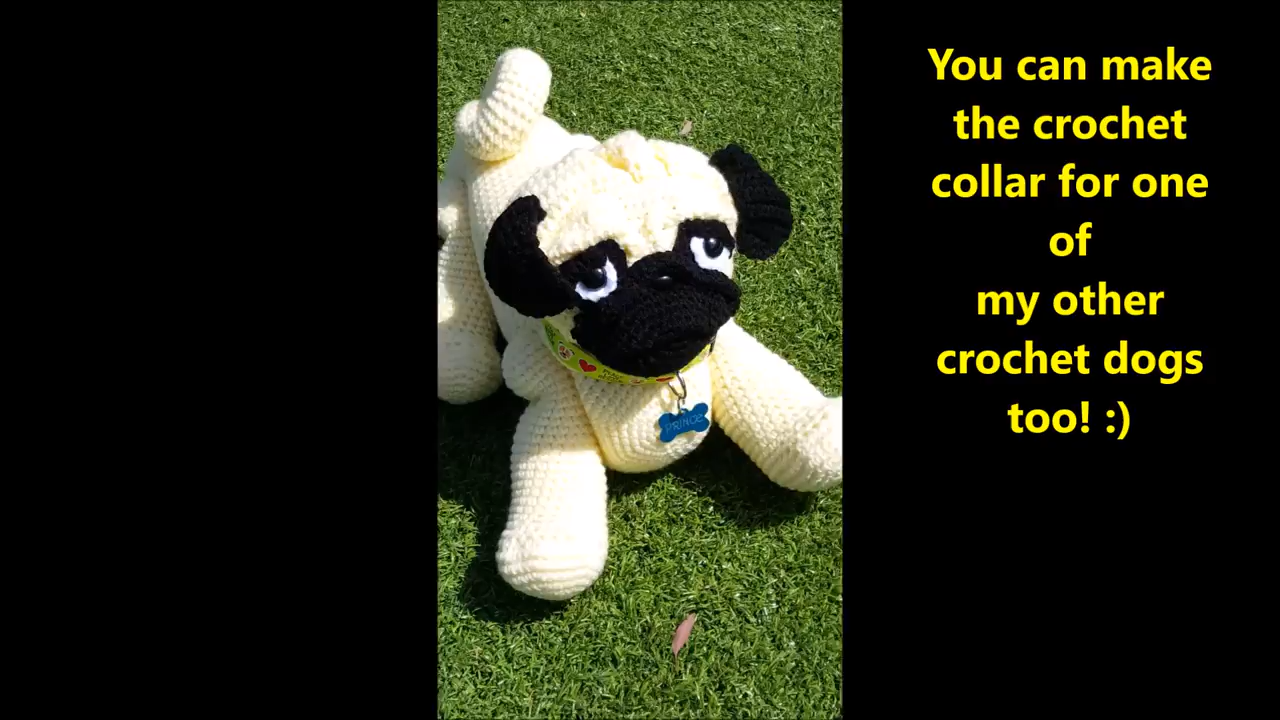 You can make
the crochet
collar for one
of
my other
crochet dogs
too! :)
PRINCE